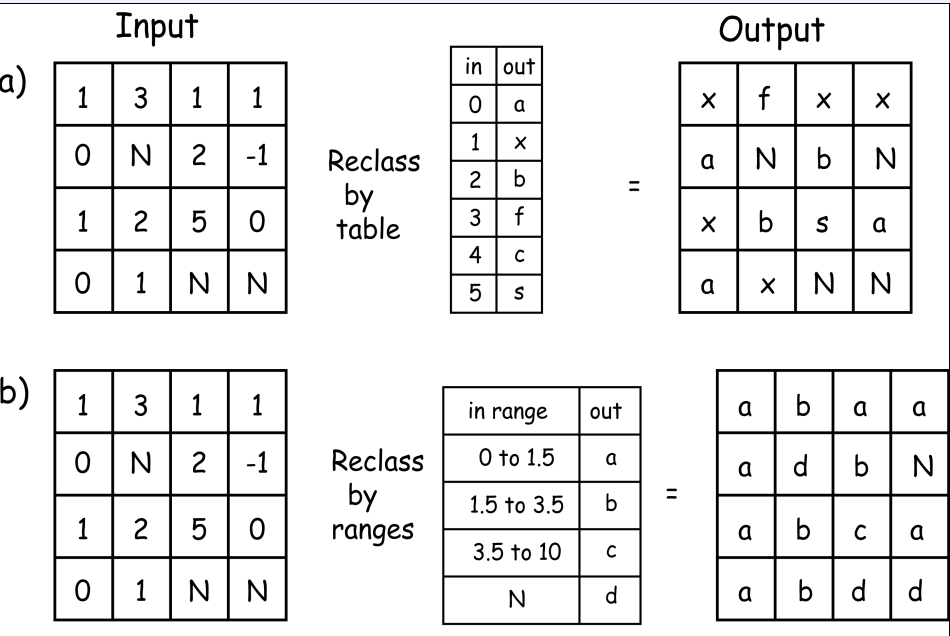 Input
Output
a)
1 3 1 1
0 N 2 -1
1 2 5 0
0 1 N N
Reclass
by
table
in out
0 a
1 x
2 b
3 f
4 c
5 s
=
x f x x
a N b N
x b s a
a x N N
b)
1 3 1 1
0 N 2 -1
1 2 5 0
0 1 N N
Reclass
by
ranges
in range out
0 to 1.5 a
1.5 to 3.5 b
3.5 to 10 c
N d
=
a b a a
a d b N
a b c a
a b d d